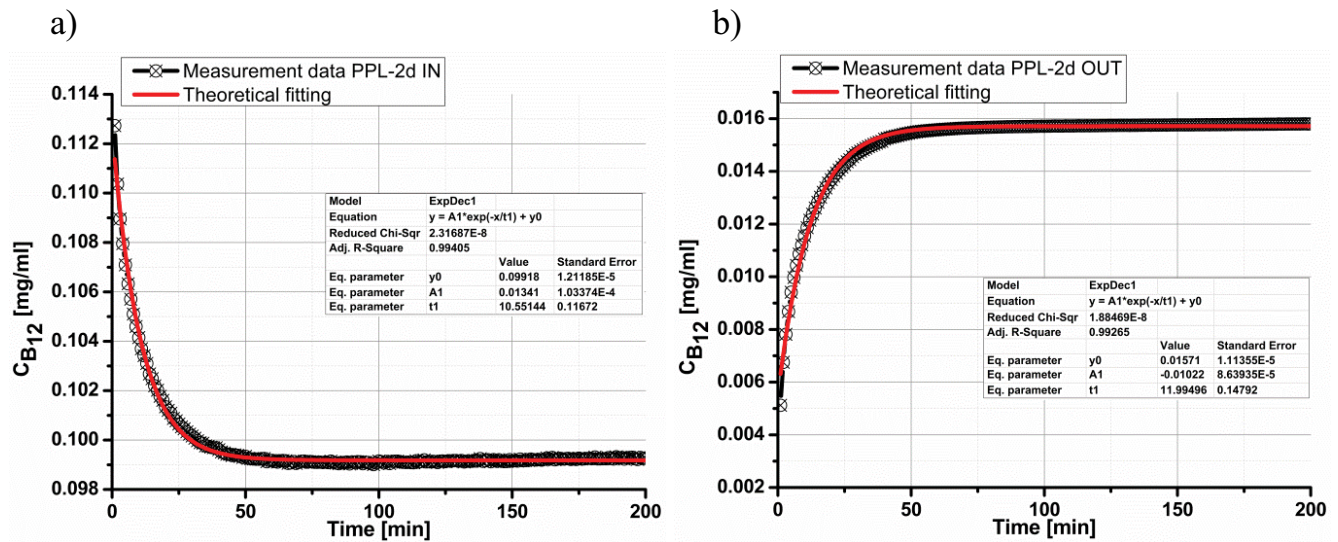 a)
Measurement data PPL-2d IN
Theoretical fitting
0.114
0.112
0.110
0.108
0.106
0.104
0.102
0.100
0.098
C_B12 [mg/ml]
0 50 100 150 200
Time [min]
Model ExpDec1
Equation y = A1*exp(-x/t1) + y0
Reduced Chi-Sqr 2.31687E-8
Adj. R-Square 0.99405
Value Standard Error
Eq. parameter y0 0.09918 1.21185E-5
Eq. parameter A1 0.01341 1.03374E-4
Eq. parameter t1 10.55144 0.11672
b)
Measurement data PPL-2d OUT
Theoretical fitting
0.016
0.014
0.012
0.010
0.008
0.006
0.004
0.002
C_B12 [mg/ml]
0 50 100 150 200
Time [min]
Model ExpDec1
Equation y = A1*exp(-x/t1) + y0
Reduced Chi-Sqr 1.88469E-8
Adj. R-Square 0.99265
Value Standard Error
Eq. parameter y0 0.01571 1.11355E-5
Eq. parameter A1 -0.01022 8.63935E-5
Eq. parameter t1 11.99496 0.14792